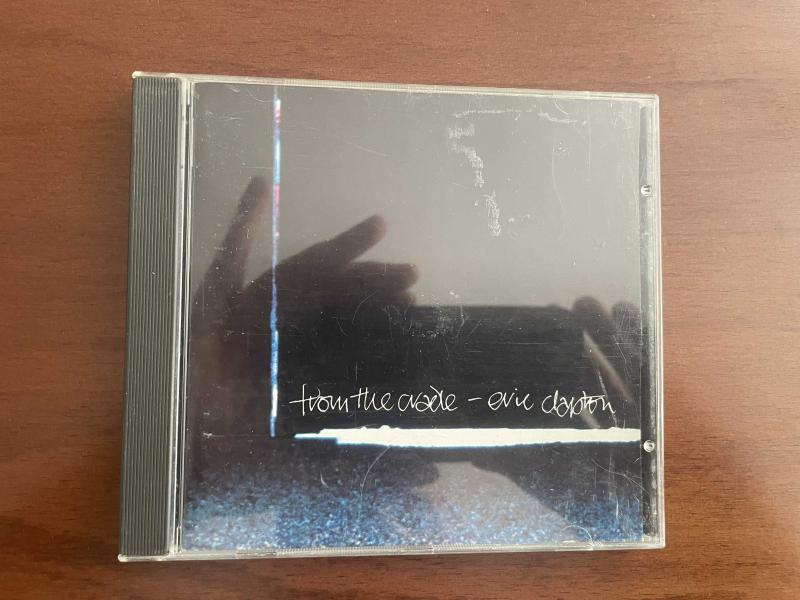 from the cradle - eric clapton